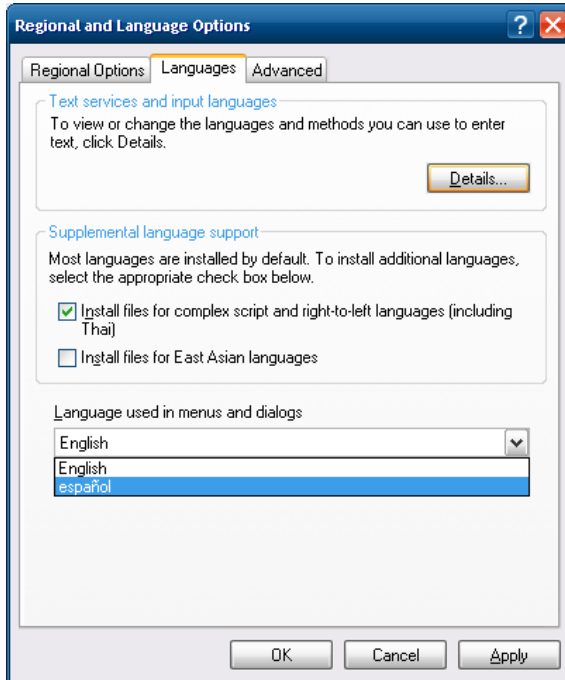 Regional and Language Options
Regional Options Languages Advanced
Text services and input languages
To view or change the languages and methods you can use to enter
text, click Details.
Details...
Supplemental language support
Most languages are installed by default. To install additional languages,
select the appropriate check box below.
Install files for complex script and right-to-left languages (including
Thai)
Install files for East Asian languages
Language used in menus and dialogs
English
English
español
OK Cancel Apply